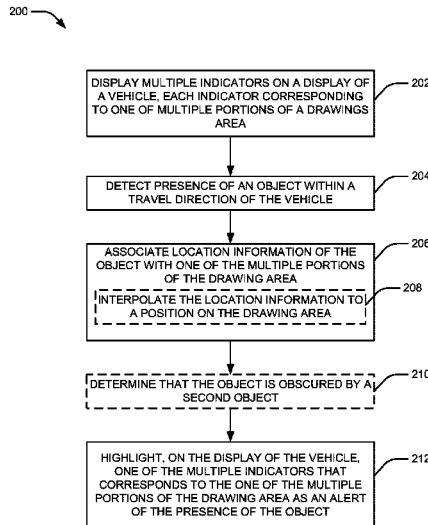 200
DISPLAY MULTIPLE INDICATORS ON A DISPLAY OF
A VEHICLE, EACH INDICATOR CORRESPONDING
TO ONE OF MULTIPLE PORTIONS OF A DRAWINGS
AREA
202
DETECT PRESENCE OF AN OBJECT WITHIN A
TRAVEL DIRECTION OF THE VEHICLE
204
ASSOCIATE LOCATION INFORMATION OF THE
OBJECT WITH ONE OF THE MULTIPLE PORTIONS
OF THE DRAWING AREA
206
INTERPOLATE THE LOCATION INFORMATION TO
A POSITION ON THE DRAWING AREA
208
DETERMINE THAT THE OBJECT IS OBSCURED BY A
SECOND OBJECT
210
HIGHLIGHT, ON THE DISPLAY OF THE VEHICLE,
ONE OF THE MULTIPLE INDICATORS THAT
CORRESPONDS TO THE ONE OF THE MULTIPLE
PORTIONS OF THE DRAWING AREA AS AN ALERT
OF THE PRESENCE OF THE OBJECT
212